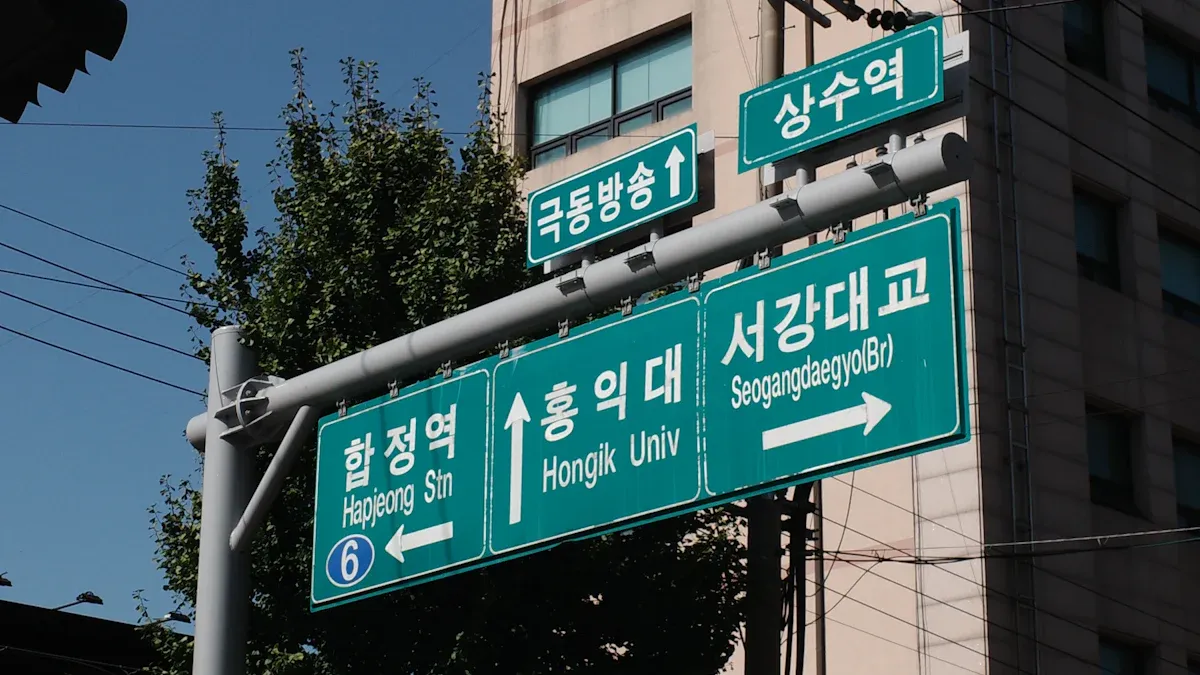 상수역
극동방송
합정역
Hapjeong Stn
6
홍익대
Hongik Univ
서강대교
Seogangdaegyo(Br)